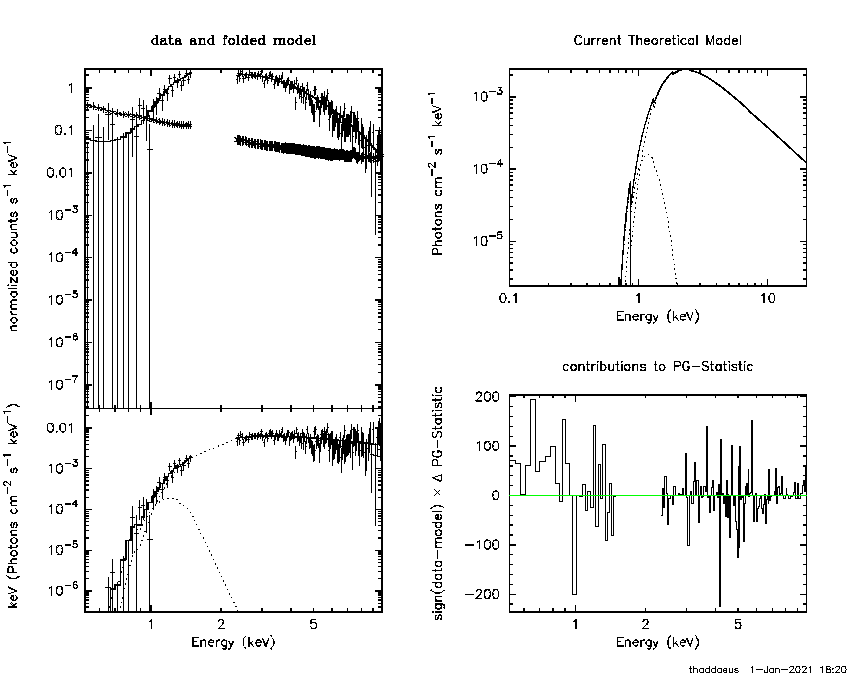 data and folded model
normalized counts s⁻¹ keV⁻¹
1
0.1
0.01
10⁻³
10⁻⁴
10⁻⁵
10⁻⁶
10⁻⁷
keV (Photons cm⁻² s⁻¹ keV⁻¹)
0.01
10⁻³
10⁻⁴
10⁻⁵
10⁻⁶
1 2 5
Energy (keV)
Current Theoretical Model
Photons cm⁻² s⁻¹ keV⁻¹
10⁻³
10⁻⁴
10⁻⁵
0.1 1 10
Energy (keV)
contributions to PG−Statistic
sign(data−model) × Δ PG−Statistic
200
100
0
−100
−200
1 2 5
Energy (keV)
thaddaeus 1−Jan−2021 18:20